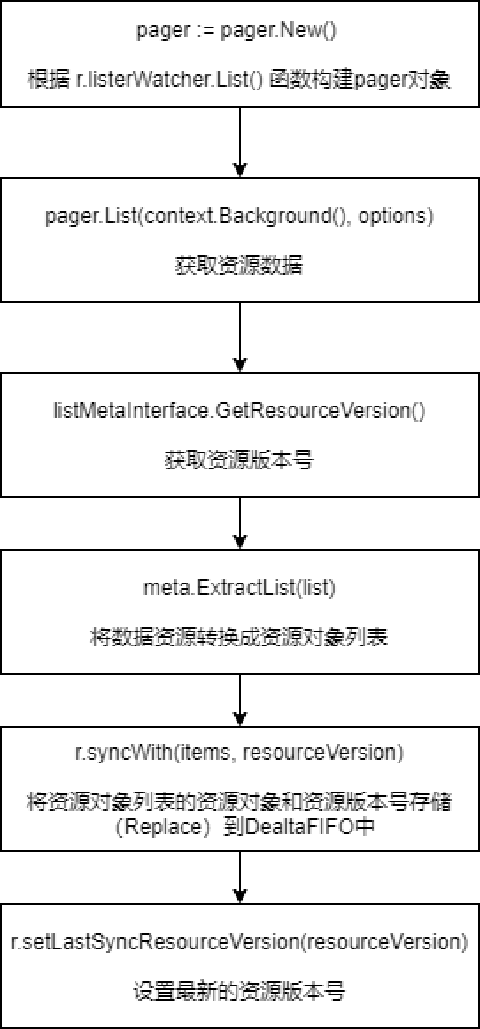 pager := pager.New()
根据 r.listerWatcher.List() 函数构建pager对象
pager.List(context.Background(), options)
获取资源数据
listMetaInterface.GetResourceVersion()
获取资源版本号
meta.ExtractList(list)
将数据资源转换成资源对象列表
r.syncWith(items, resourceVersion)
将资源对象列表的资源对象和资源版本号存储
（Replace）到DealtaFIFO中
r.setLastSyncResourceVersion(resourceVersion)
设置最新的资源版本号